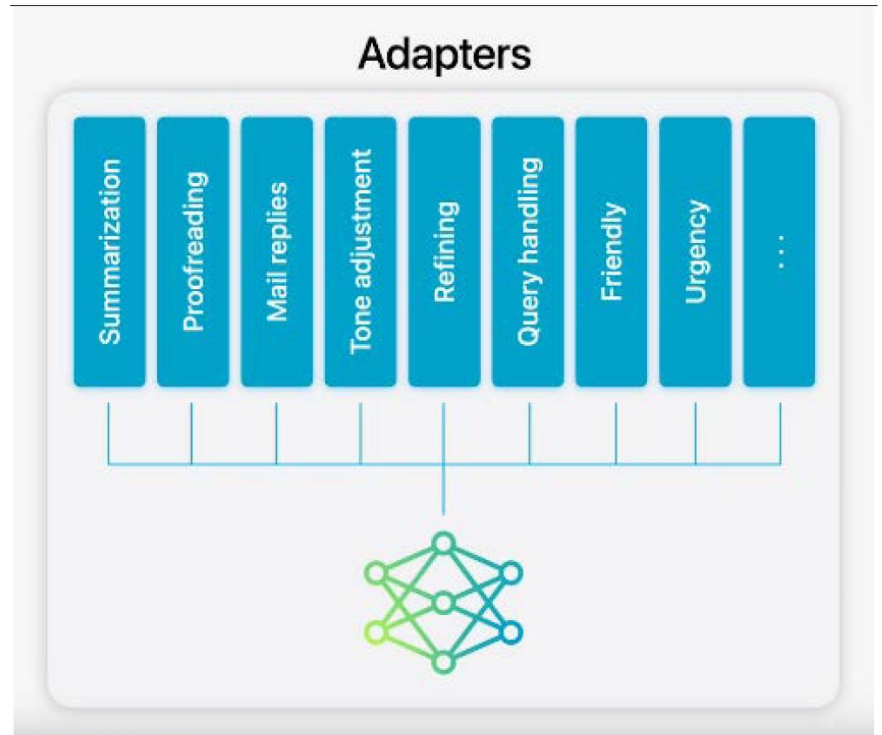 Adapters
Summarization
Proofreading
Mail replies
Tone adjustment
Refining
Query handling
Friendly
Urgency
...